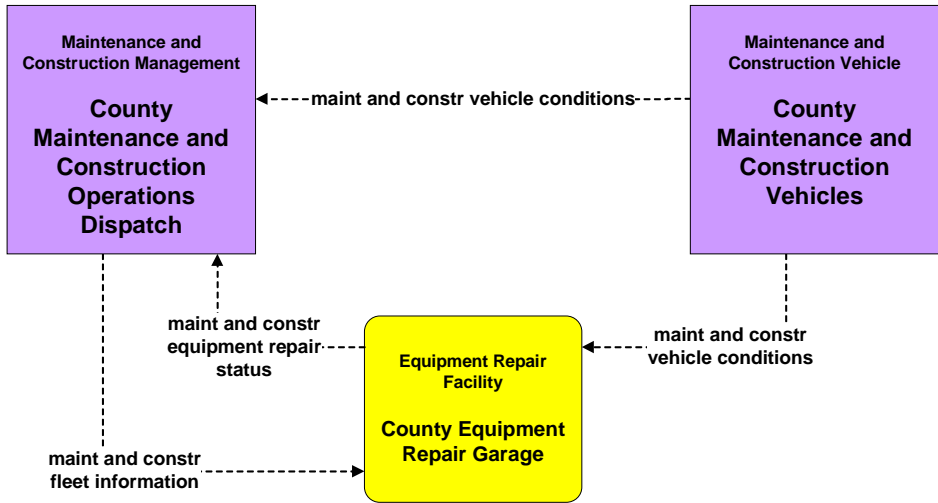 Maintenance and
Construction Management
County
Maintenance and
Construction
Operations
Dispatch
maint and constr vehicle conditions
Maintenance and
Construction Vehicle
County
Maintenance and
Construction
Vehicles
maint and constr
equipment repair
status
Equipment Repair
Facility
County Equipment
Repair Garage
maint and constr
vehicle conditions
maint and constr
fleet information